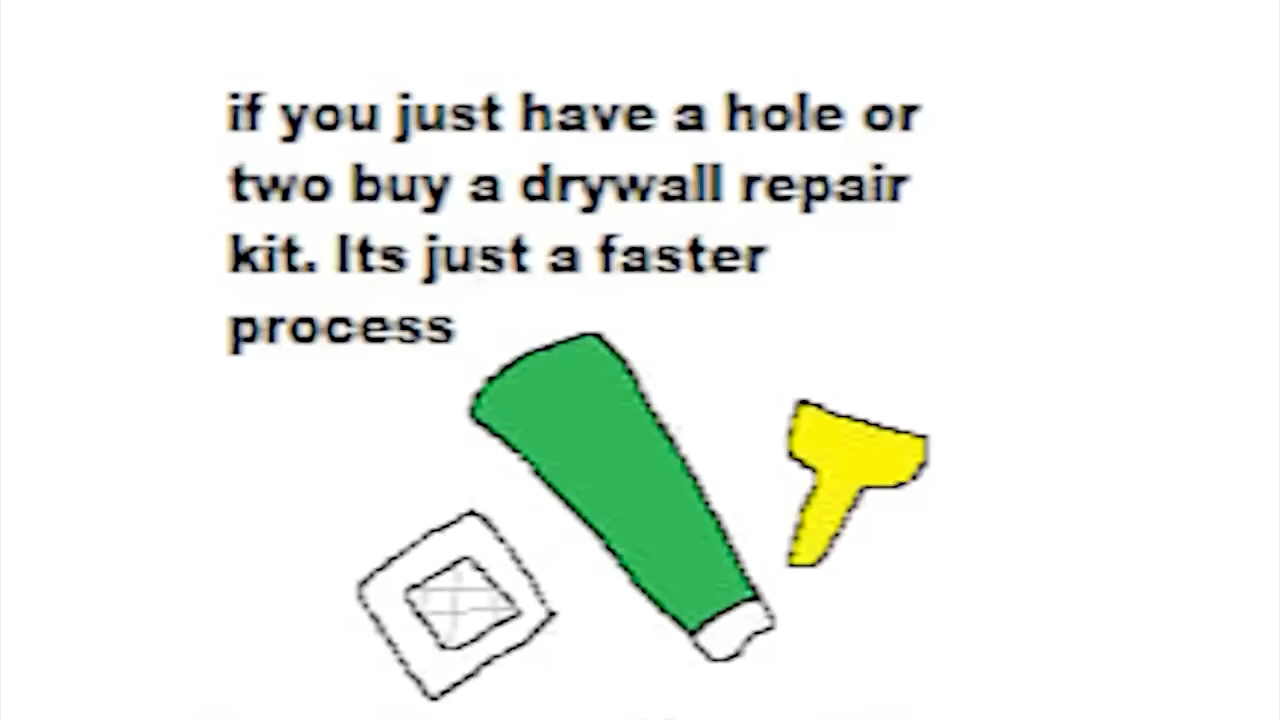 if you just have a hole or
two buy a drywall repair
kit. Its just a faster
process